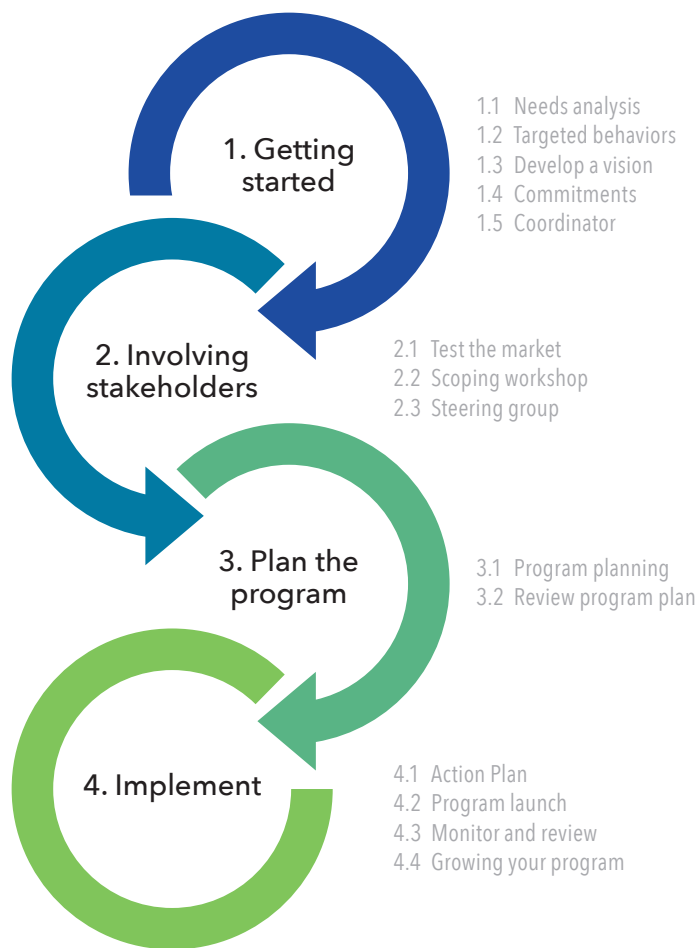 1. Getting
started
1.1 Needs analysis
1.2 Targeted behaviors
1.3 Develop a vision
1.4 Commitments
1.5 Coordinator
2. Involving
stakeholders
2.1 Test the market
2.2 Scoping workshop
2.3 Steering group
3. Plan the
program
3.1 Program planning
3.2 Review program plan
4. Implement
4.1 Action Plan
4.2 Program launch
4.3 Monitor and review
4.4 Growing your program